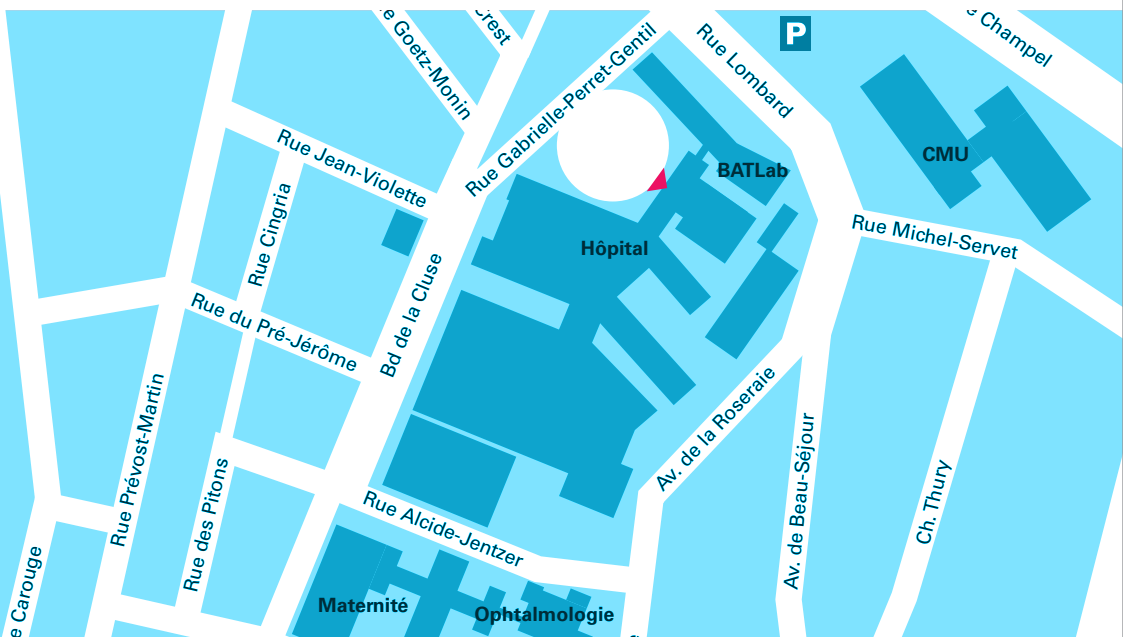 Crest
Goetz-Monin
P
Champel
Rue Gabrielle-Perret-Gentil
Rue Lombard
Rue Jean-Violette
CMU
BATLab
Rue Cingria
Hôpital
Rue Michel-Servet
Bd de la Cluse
Rue du Pré-Jérôme
Rue Prévost-Martin
Av. de la Roseraie
Av. de Beau-Séjour
Rue des Pitons
Ch. Thury
Rue Alcide-Jentzer
Carouge
Maternité
Ophtalmologie